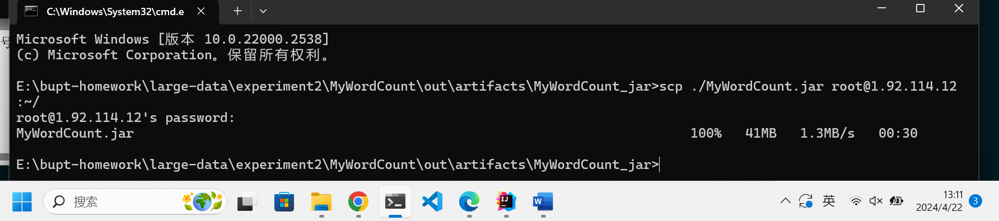 C:\Windows\System32\cmd.e
号
Microsoft Windows [版本 10.0.22000.2538]
(c) Microsoft Corporation。保留所有权利。
E:\bupt-homework\large-data\experiment2\MyWordCount\out\artifacts\MyWordCount_jar>scp ./MyWordCount.jar root@1.92.114.12
:~/
root@1.92.114.12's password:
MyWordCount.jar 100% 41MB 1.3MB/s 00:30
E:\bupt-homework\large-data\experiment2\MyWordCount\out\artifacts\MyWordCount_jar>
搜索
IJ
W
英
13:11
2024/4/22
3